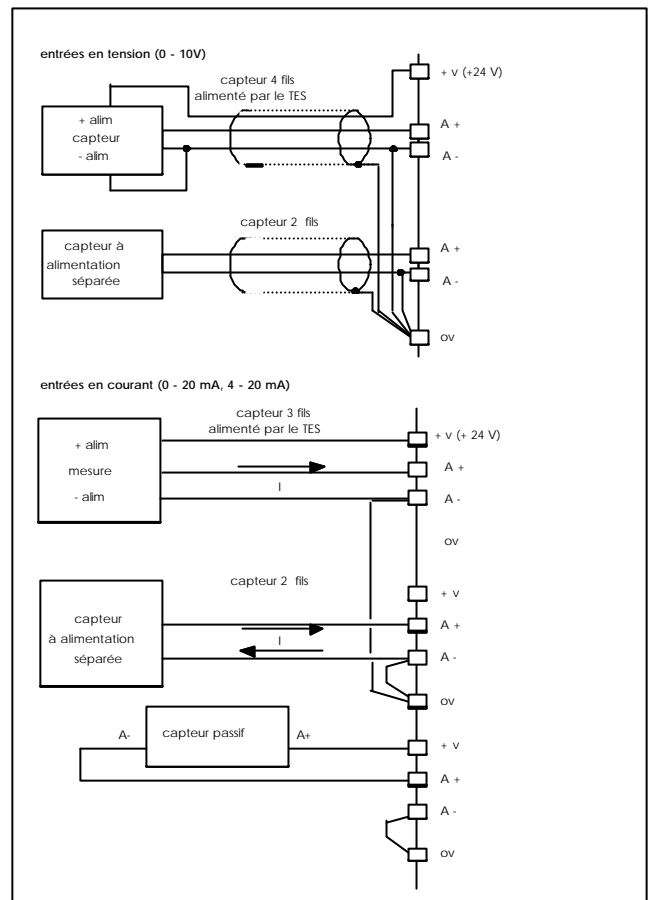 entrées en tension (0 - 10V)
capteur 4 fils
alimenté par le TES
+ v (+24 V)
+ alim
capteur
- alim
A +
A -
capteur 2 fils
capteur à
alimentation
séparée
A +
A -
ov
entrées en courant (0 - 20 mA, 4 - 20 mA)
capteur 3 fils
alimenté par le TES
+ v (+ 24 V)
+ alim
mesure
- alim
I
A +
A -
ov
capteur 2 fils
+ v
capteur
à alimentation
séparée
I
A +
A -
ov
A-
capteur passif
A+
+ v
A +
A -
ov